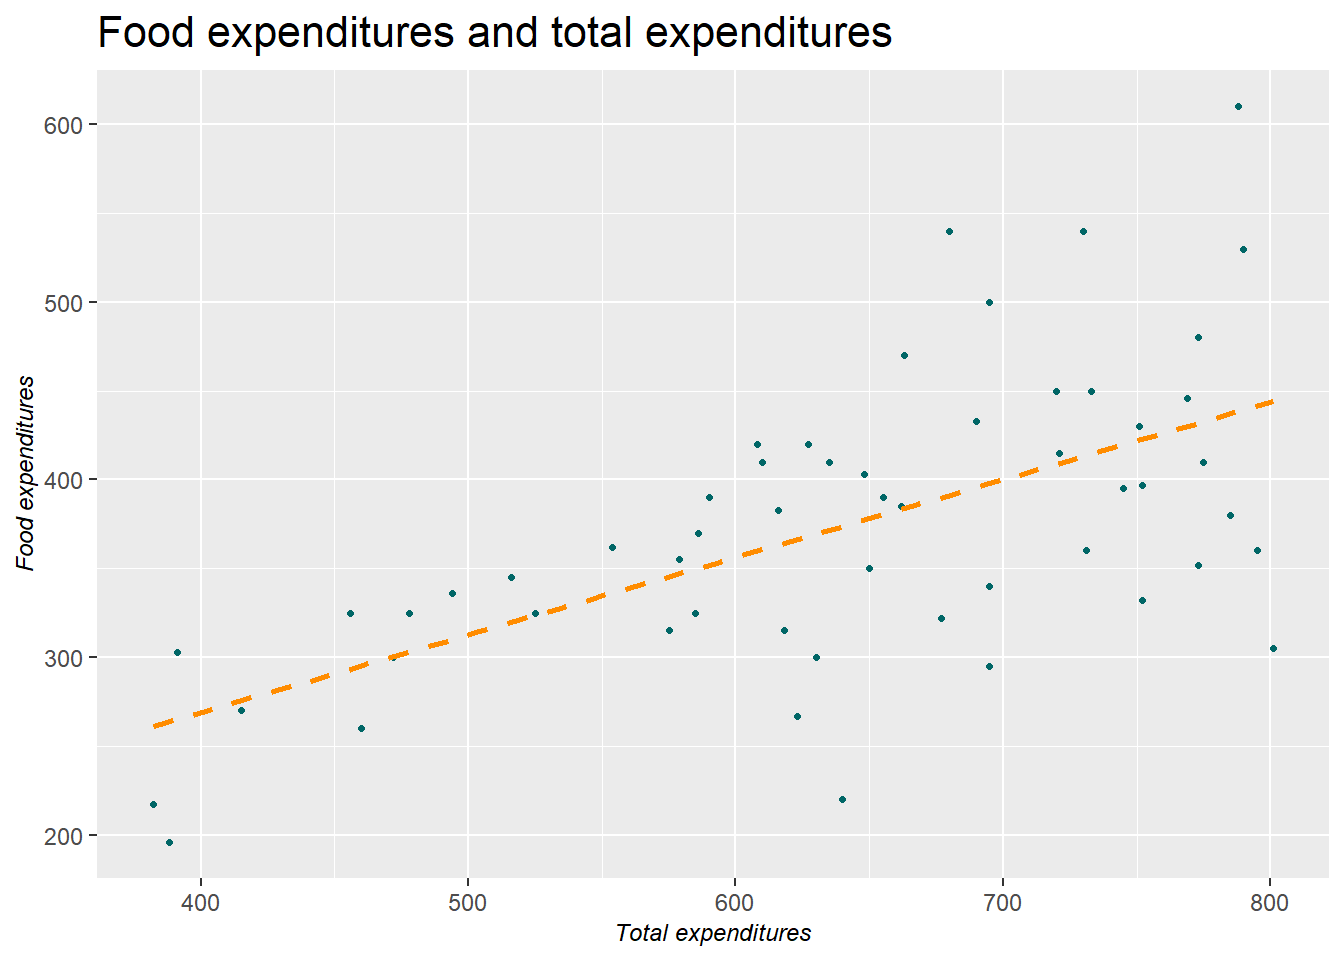 Food expenditures and total expenditures
600
500
400
300
200
Food expenditures
400 500 600 700 800
Total expenditures